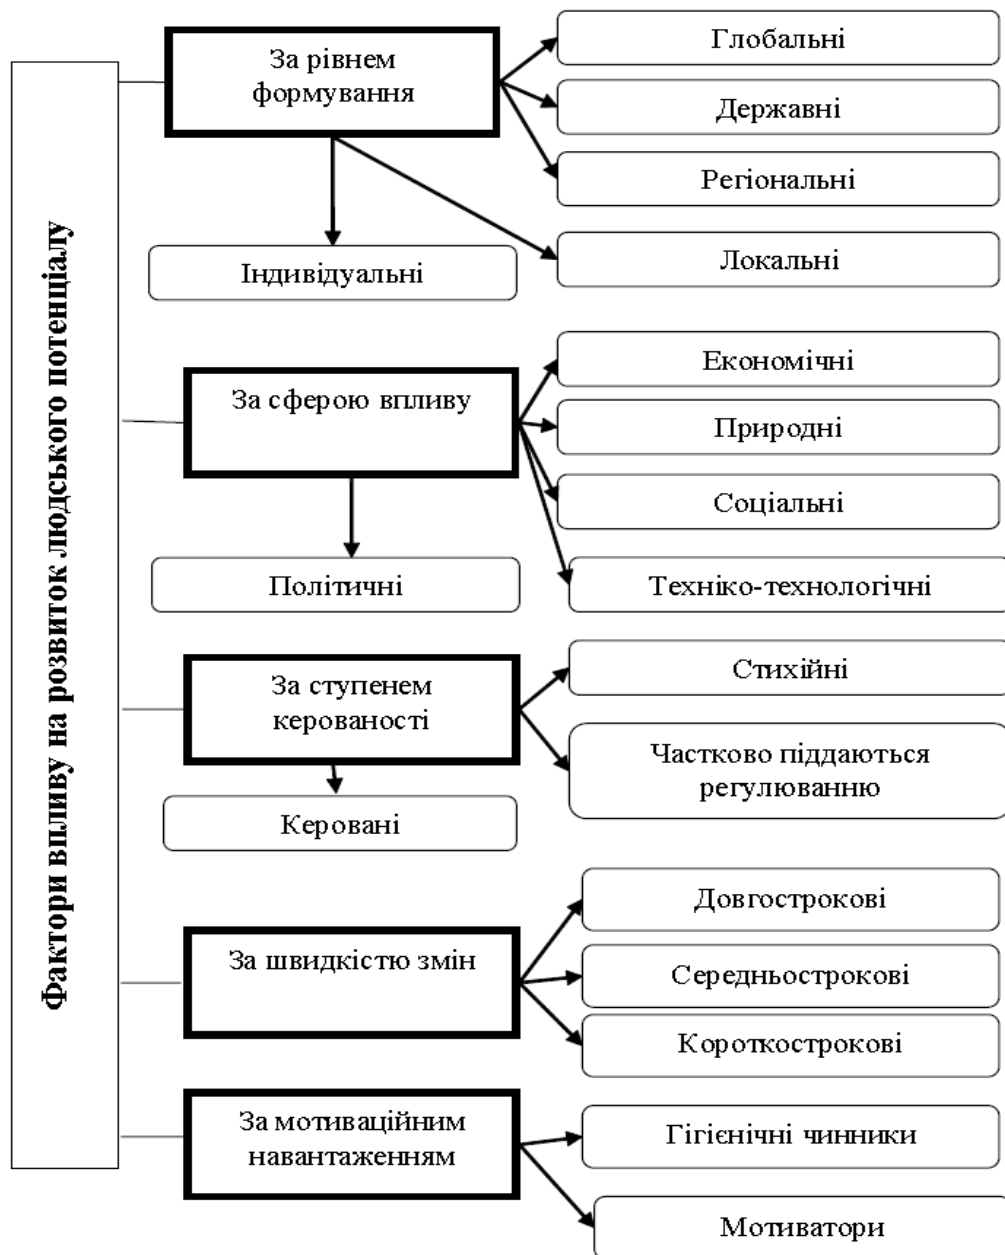 Фактори впливу на розвиток людського потенціалу
За рівнем
формування
Глобальні
Державні
Регіональні
Локальні
Індивідуальні
За сферою впливу
Економічні
Природні
Соціальні
Техніко-технологічні
Політичні
За ступенем
керованості
Стихійні
Частково піддаються
регулюванню
Керовані
За швидкістю змін
Довгострокові
Середньострокові
Короткострокові
За мотиваційним
навантаженням
Гігієнічні чинники
Мотиватори